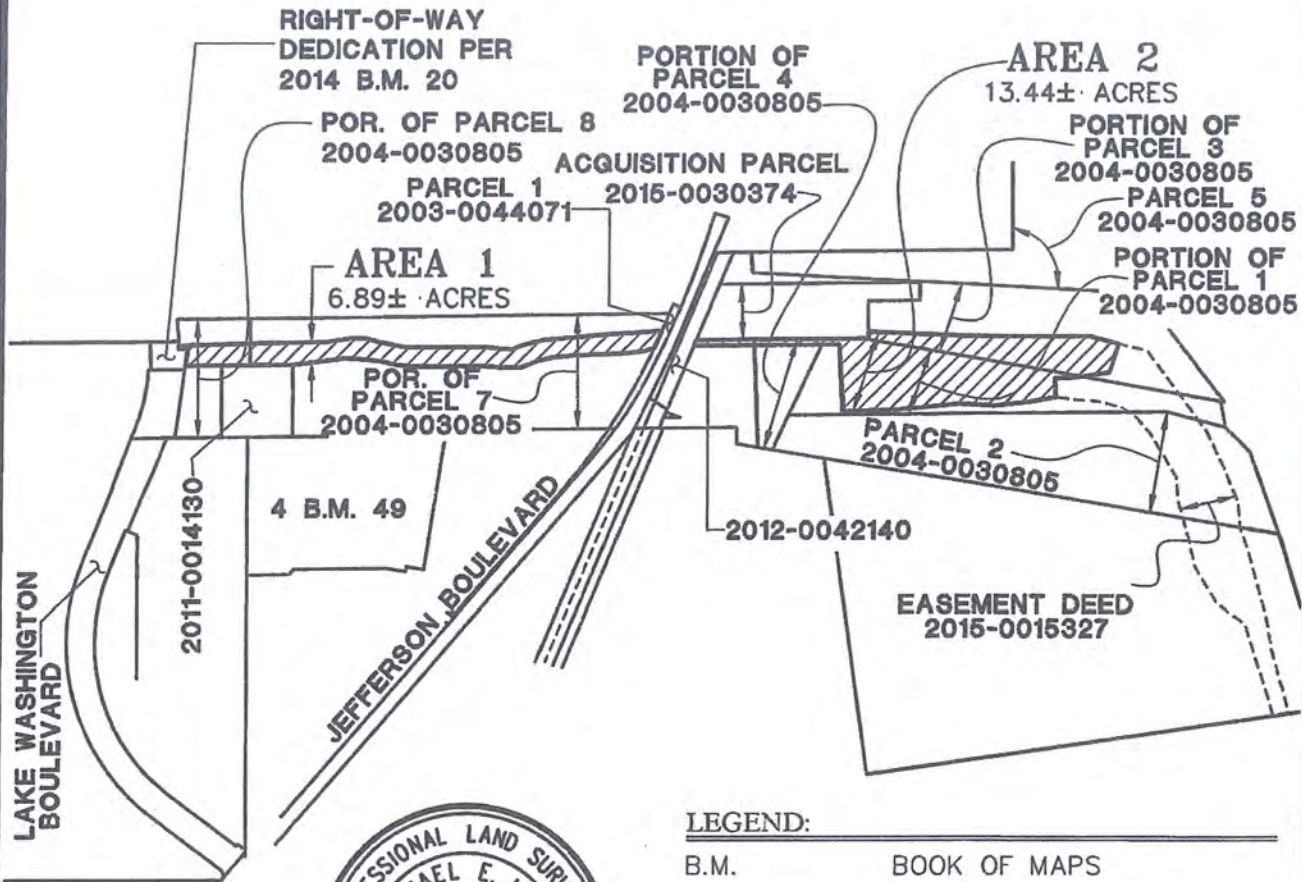 RIGHT-OF-WAY
DEDICATION PER
2014 B.M. 20
POR. OF PARCEL 8
2004-0030805
PARCEL 1
2003-0044071
PORTION OF
PARCEL 4
2004-0030805
ACQUISITION PARCEL
2015-0030374
AREA 2
13.44± ACRES
PORTION OF
PARCEL 3
2004-0030805
PARCEL 5
2004-0030805
PORTION OF
PARCEL 1
2004-0030805
AREA 1
6.89± ACRES
POR. OF
PARCEL 7
2004-0030805
PARCEL 2
2004-0030805
4 B.M. 49
2011-0014130
2012-0042140
JEFFERSON BOULEVARD
EASEMENT DEED
2015-0015327
LAKE WASHINGTON
BOULEVARD
LAND
E.
LEGEND:
B.M. BOOK OF MAPS